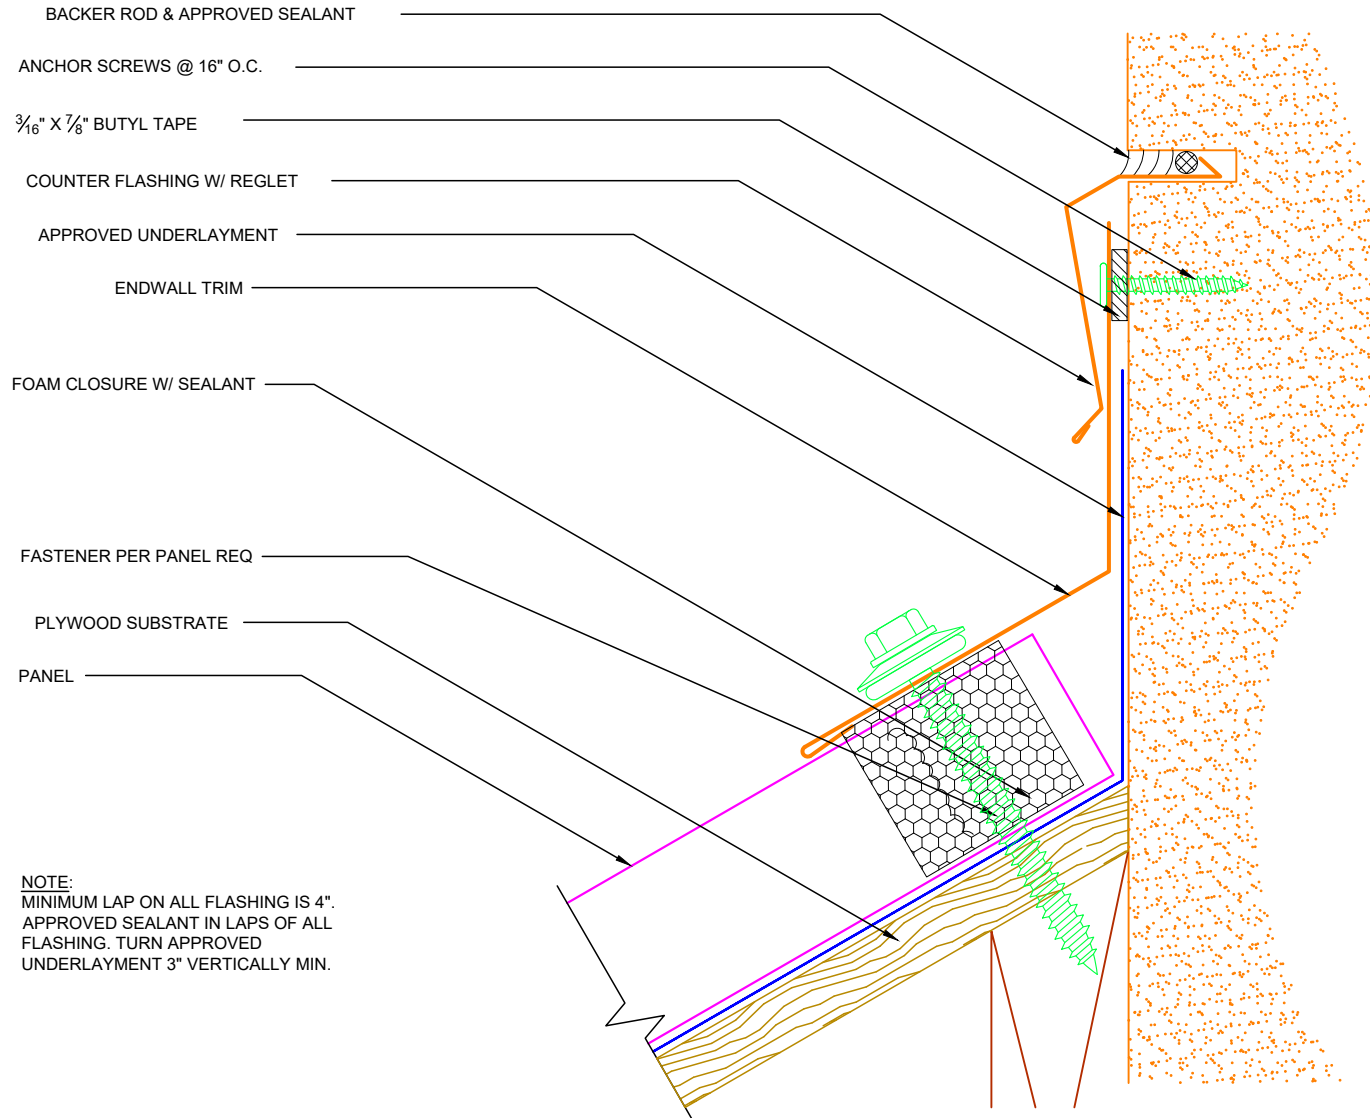 BACKER ROD & APPROVED SEALANT
ANCHOR SCREWS @ 16" O.C.
3/16" X 7/8" BUTYL TAPE
COUNTER FLASHING W/ REGLET
APPROVED UNDERLAYMENT
ENDWALL TRIM
FOAM CLOSURE W/ SEALANT
FASTENER PER PANEL REQ
PLYWOOD SUBSTRATE
PANEL
NOTE:
MINIMUM LAP ON ALL FLASHING IS 4".
APPROVED SEALANT IN LAPS OF ALL
FLASHING. TURN APPROVED
UNDERLAYMENT 3" VERTICALLY MIN.